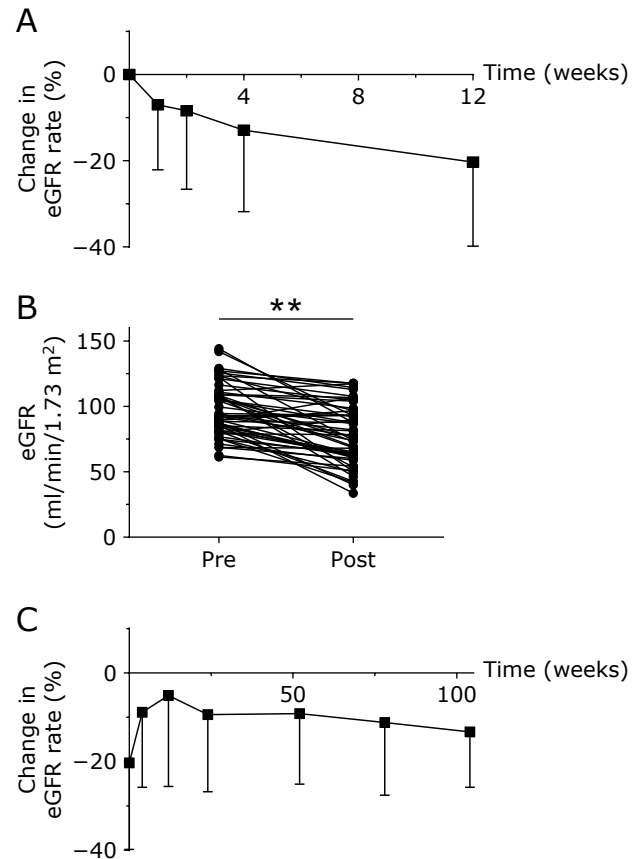 A
Change in
eGFR rate (%)
0
−20
−40
4
8
12
Time (weeks)
B
**
eGFR
(ml/min/1.73 m²)
150
100
50
0
Pre
Post
C
Change in
eGFR rate (%)
0
−20
−40
50
100
Time (weeks)